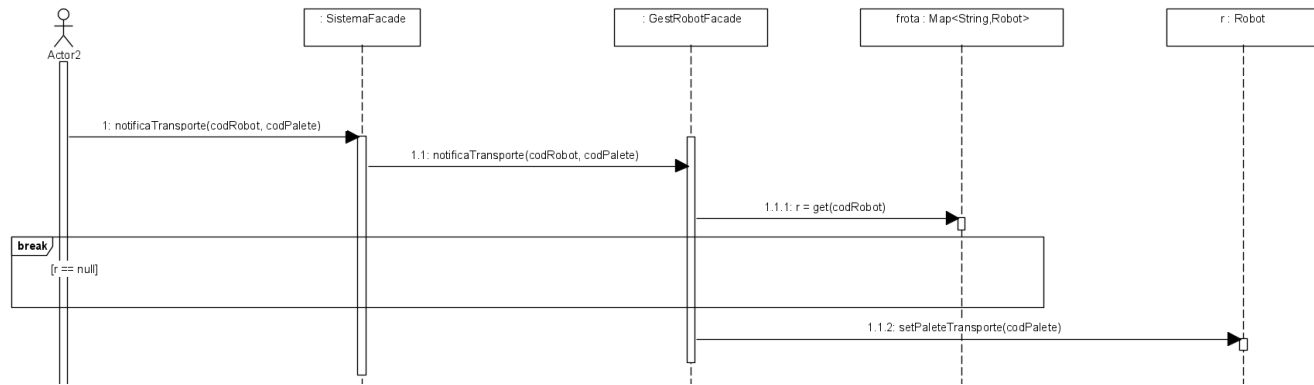 : SistemaFacade
: GestRobotFacade
frota : Map<String,Robot>
r : Robot
Actor2
1: notificaTransporte(codRobot, codPalete)
1.1: notificaTransporte(codRobot, codPalete)
1.1.1: r = get(codRobot)
break
[r == null]
1.1.2: setPaleteTransporte(codPalete)